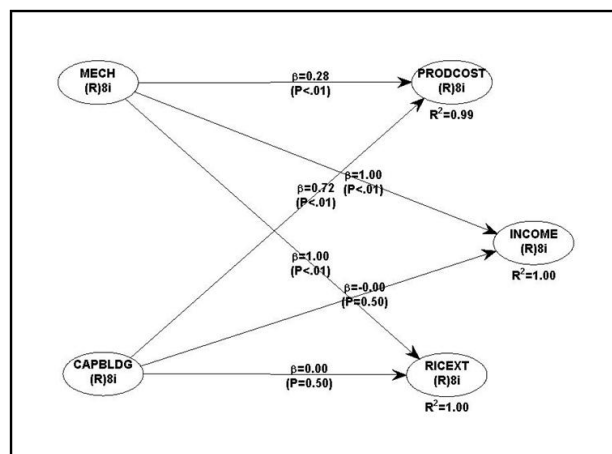 MECH
(R)8i
β=0.28
(P<.01)
PRODCOST
(R)8i
R²=0.99
β=0.72
(P<.01)
β=1.00
(P<.01)
INCOME
(R)8i
R²=1.00
β=1.00
(P<.01)
β=-0.00
(P=0.50)
CAPBLDG
(R)8i
β=0.00
(P=0.50)
RICEXT
(R)8i
R²=1.00